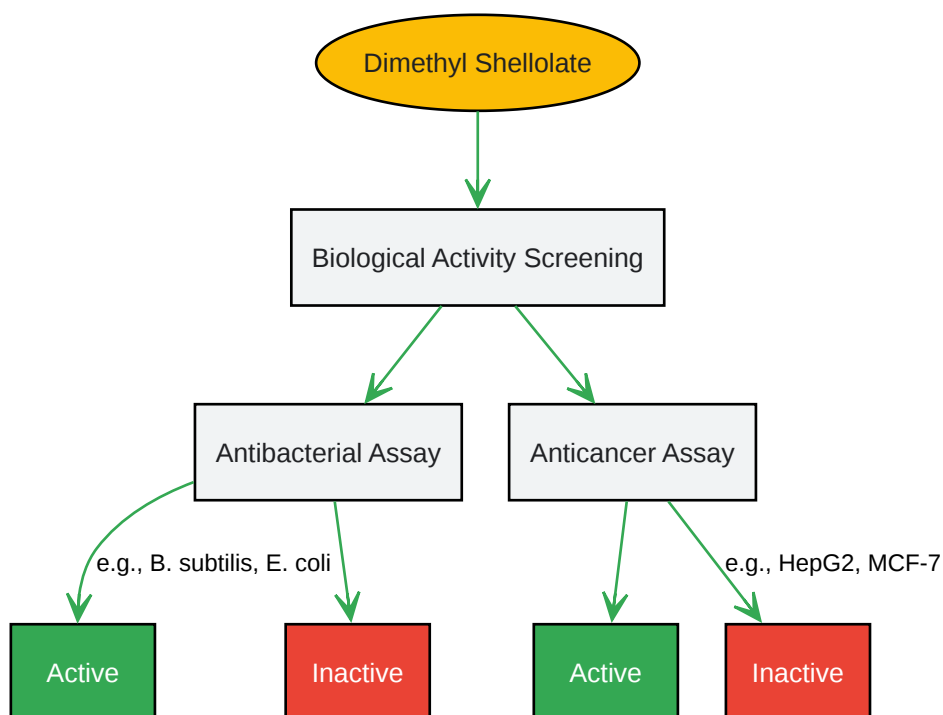 Dimethyl Shellolate
Biological Activity Screening
Antibacterial Assay
Anticancer Assay
e.g., B. subtilis, E. coli
e.g., HepG2, MCF-7
Active
Inactive
Active
Inactive